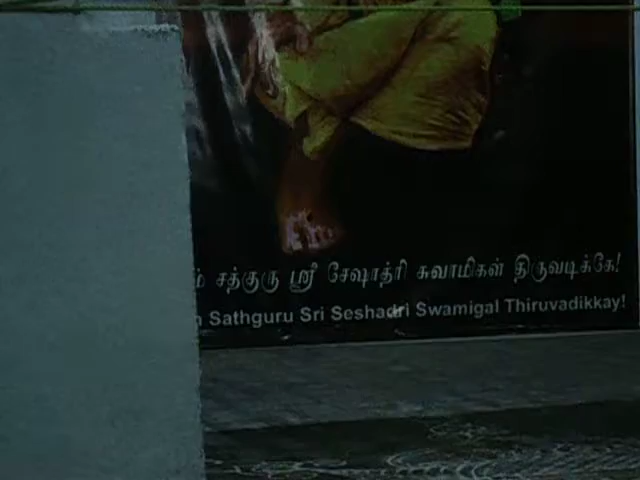 சத்குரு ஸ்ரீ சேஷாத்ரி சுவாமிகள் திருவடிக்கே!
Sathguru Sri Seshadri Swamigal Thiruvadikkay!